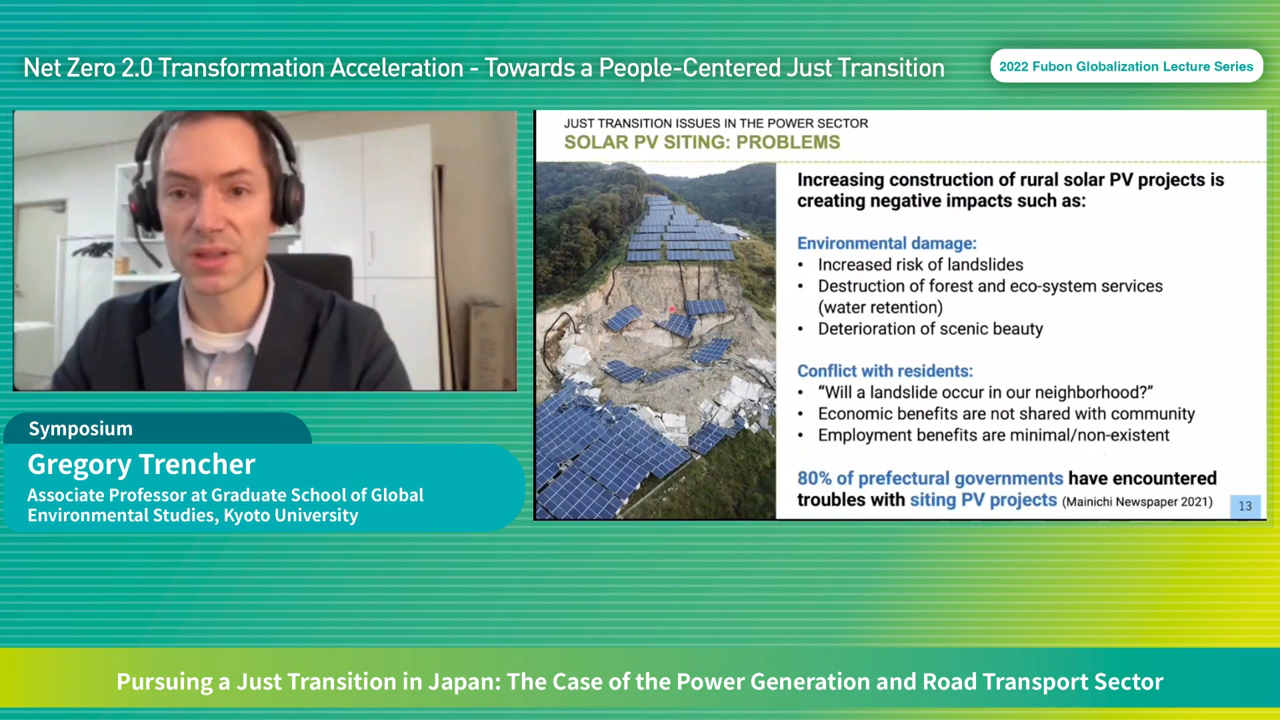 Net Zero 2.0 Transformation Acceleration - Towards a People-Centered Just Transition
2022 Fubon Globalization Lecture Series
JUST TRANSITION ISSUES IN THE POWER SECTOR
SOLAR PV SITING: PROBLEMS
Increasing construction of rural solar PV projects is
creating negative impacts such as:
Environmental damage:
• Increased risk of landslides
• Destruction of forest and eco-system services
(water retention)
• Deterioration of scenic beauty
Conflict with residents:
• “Will a landslide occur in our neighborhood?”
• Economic benefits are not shared with community
• Employment benefits are minimal/non-existent
80% of prefectural governments have encountered
troubles with siting PV projects (Mainichi Newspaper 2021)
13
Symposium
Gregory Trencher
Associate Professor at Graduate School of Global
Environmental Studies, Kyoto University
Pursuing a Just Transition in Japan: The Case of the Power Generation and Road Transport Sector